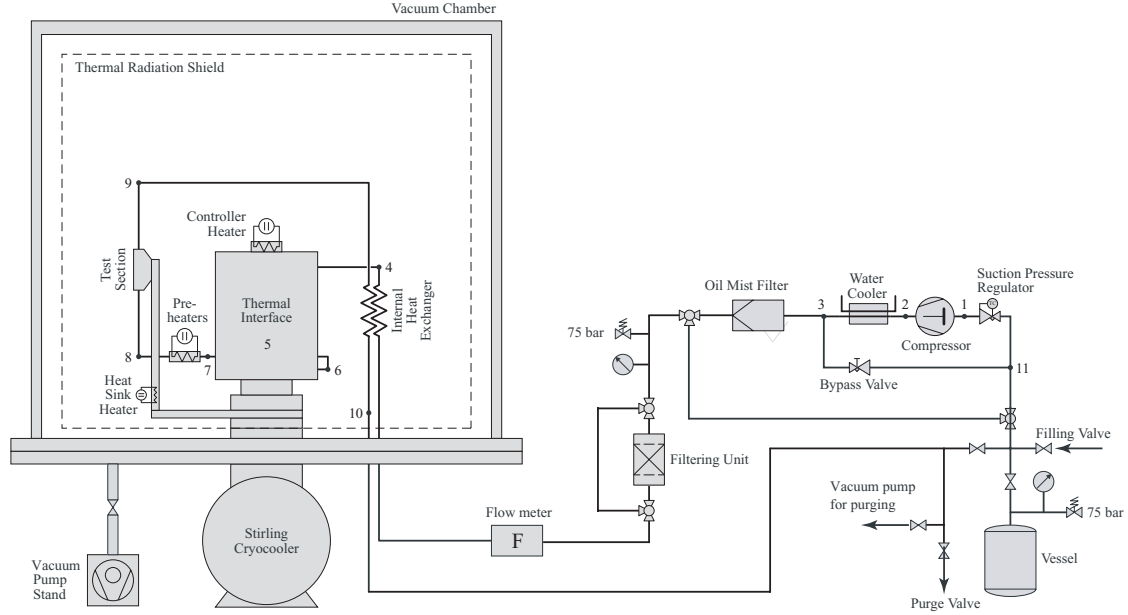 Vacuum Chamber
Thermal Radiation Shield
9
Controller
Heater
Test
Section
Pre-
heaters
Thermal
Interface
5
4
Internal
Heat
Exchanger
8
7
6
Heat
Sink
Heater
10
Oil Mist Filter
Water
Cooler
Suction Pressure
Regulator
3
2
1
75 bar
Compressor
Bypass Valve
11
Filling Valve
Filtering Unit
Vacuum pump
for purging
75 bar
Flow meter
F
Stirling
Cryocooler
Vessel
Vacuum
Pump
Stand
Purge Valve